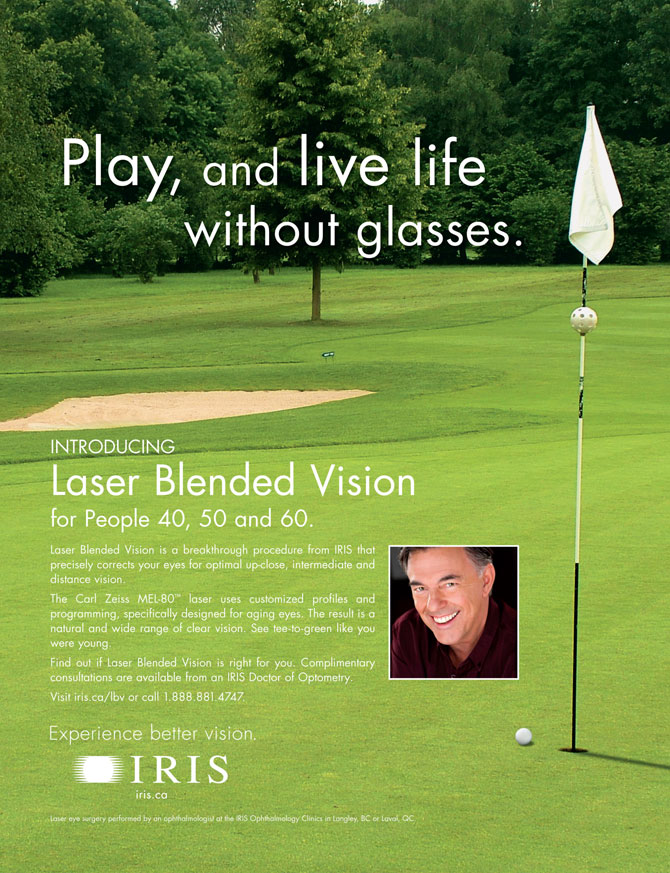 Play, and live life
without glasses.
INTRODUCING
Laser Blended Vision
for People 40, 50 and 60.
Laser Blended Vision is a breakthrough procedure from IRIS that
precisely corrects your eyes for optimal up-close, intermediate and
distance vision.
The Carl Zeiss MEL-80™ laser uses customized profiles and
programming, specifically designed for aging eyes. The result is a
natural and wide range of clear vision. See tee-to-green like you
were young.
Find out if Laser Blended Vision is right for you. Complimentary
consultations are available from an IRIS Doctor of Optometry.
Visit iris.ca/lbv or call 1.888.881.4747.
Experience better vision.
IRIS
iris.ca
Laser eye surgery performed by an ophthalmologist at the IRIS Ophthalmology Clinics in Langley, BC or Laval, QC.